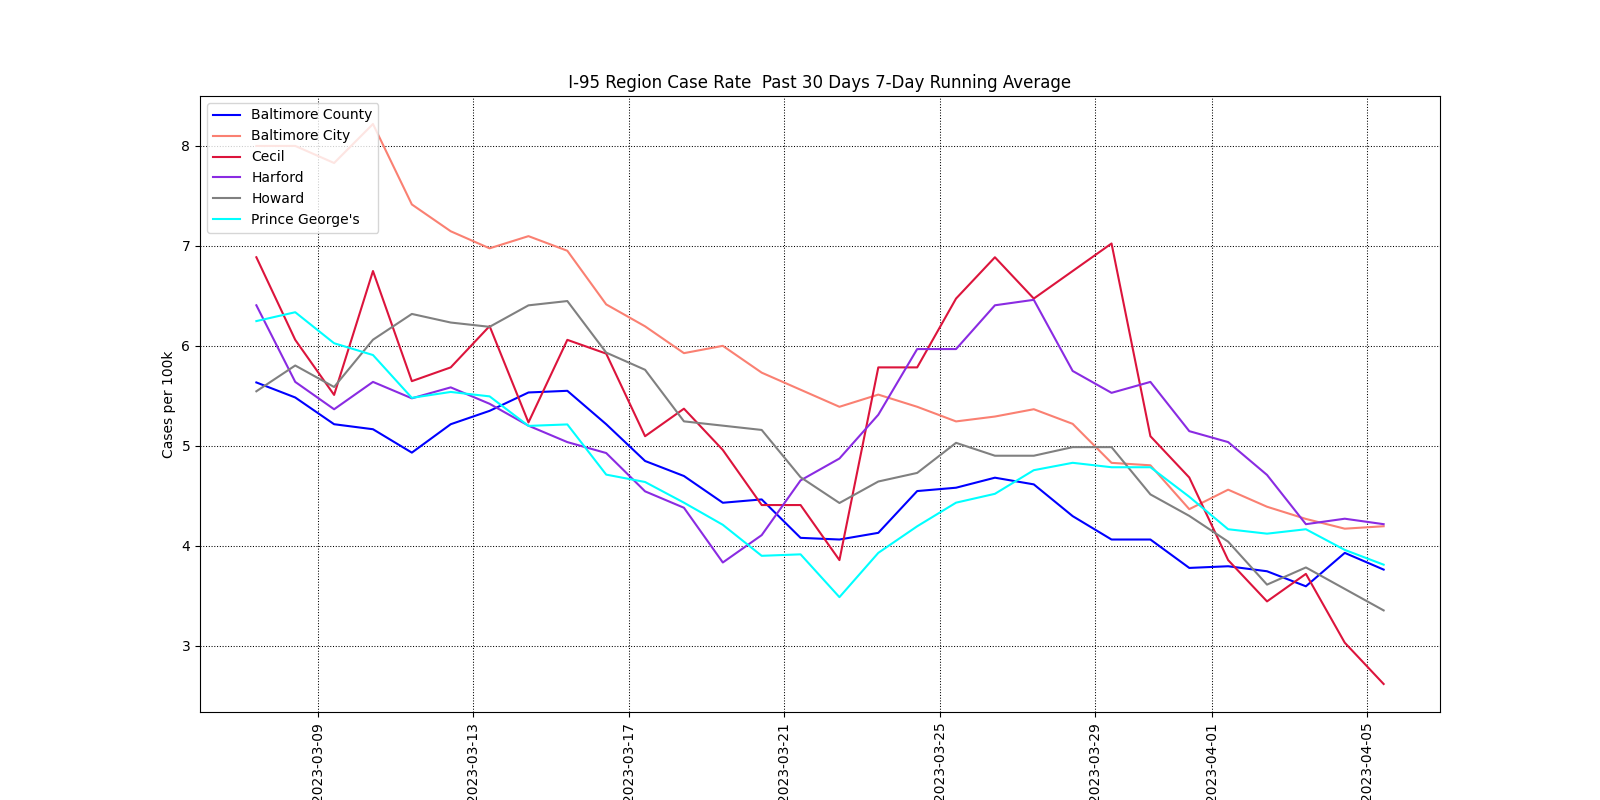 I-95 Region Case Rate  Past 30 Days 7-Day Running Average
Baltimore County
Baltimore City
Cecil
Harford
Howard
Prince George's
Cases per 100k
8
7
6
5
4
3
2023-03-09
2023-03-13
2023-03-17
2023-03-21
2023-03-25
2023-03-29
2023-04-01
2023-04-05